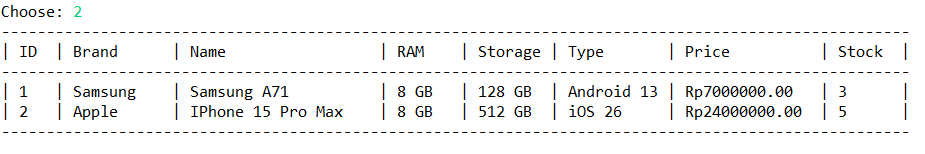 Choose: 2
-----------------------------------------------------------------------------------------------------
| ID  | Brand     | Name                 | RAM    | Storage | Type       | Price         | Stock  |
-----------------------------------------------------------------------------------------------------
| 1   | Samsung   | Samsung A71          | 8 GB   | 128 GB  | Android 13 | Rp7000000.00  | 3      |
| 2   | Apple     | IPhone 15 Pro Max    | 8 GB   | 512 GB  | iOS 26     | Rp24000000.00 | 5      |
-----------------------------------------------------------------------------------------------------